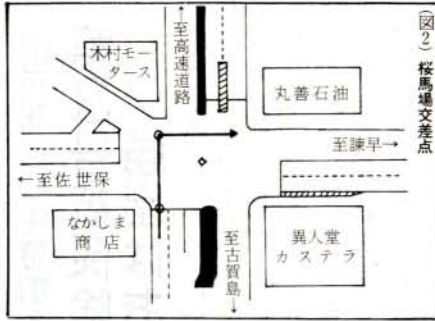 (図2) 桜馬場交差点
至高速道路
木村モー
タース
丸善石油
至諫早→
←至佐世保
なかしま
商店
至古賀島→
異人堂
カステラ